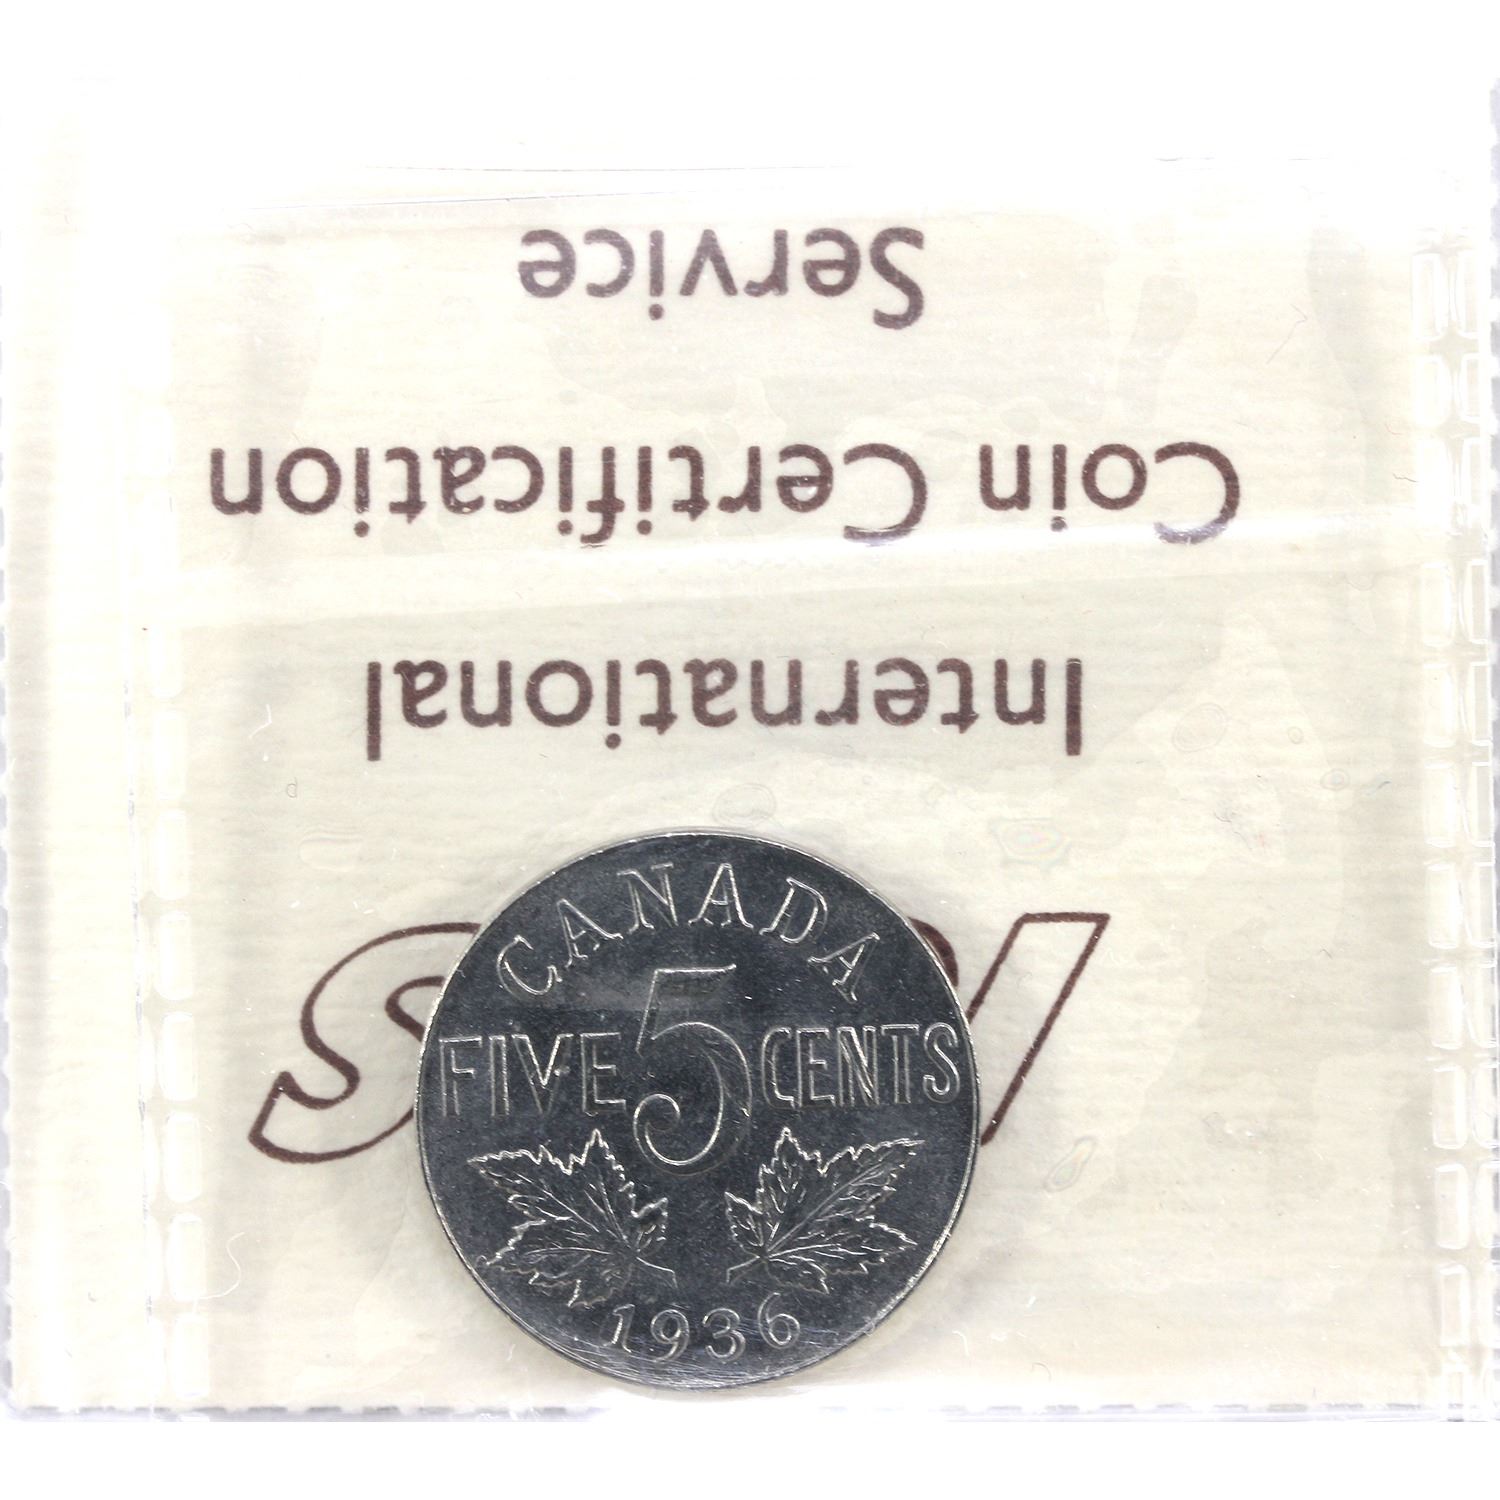 International
Coin Certification
Service
CANADA
FIVE 5 CENTS
1936